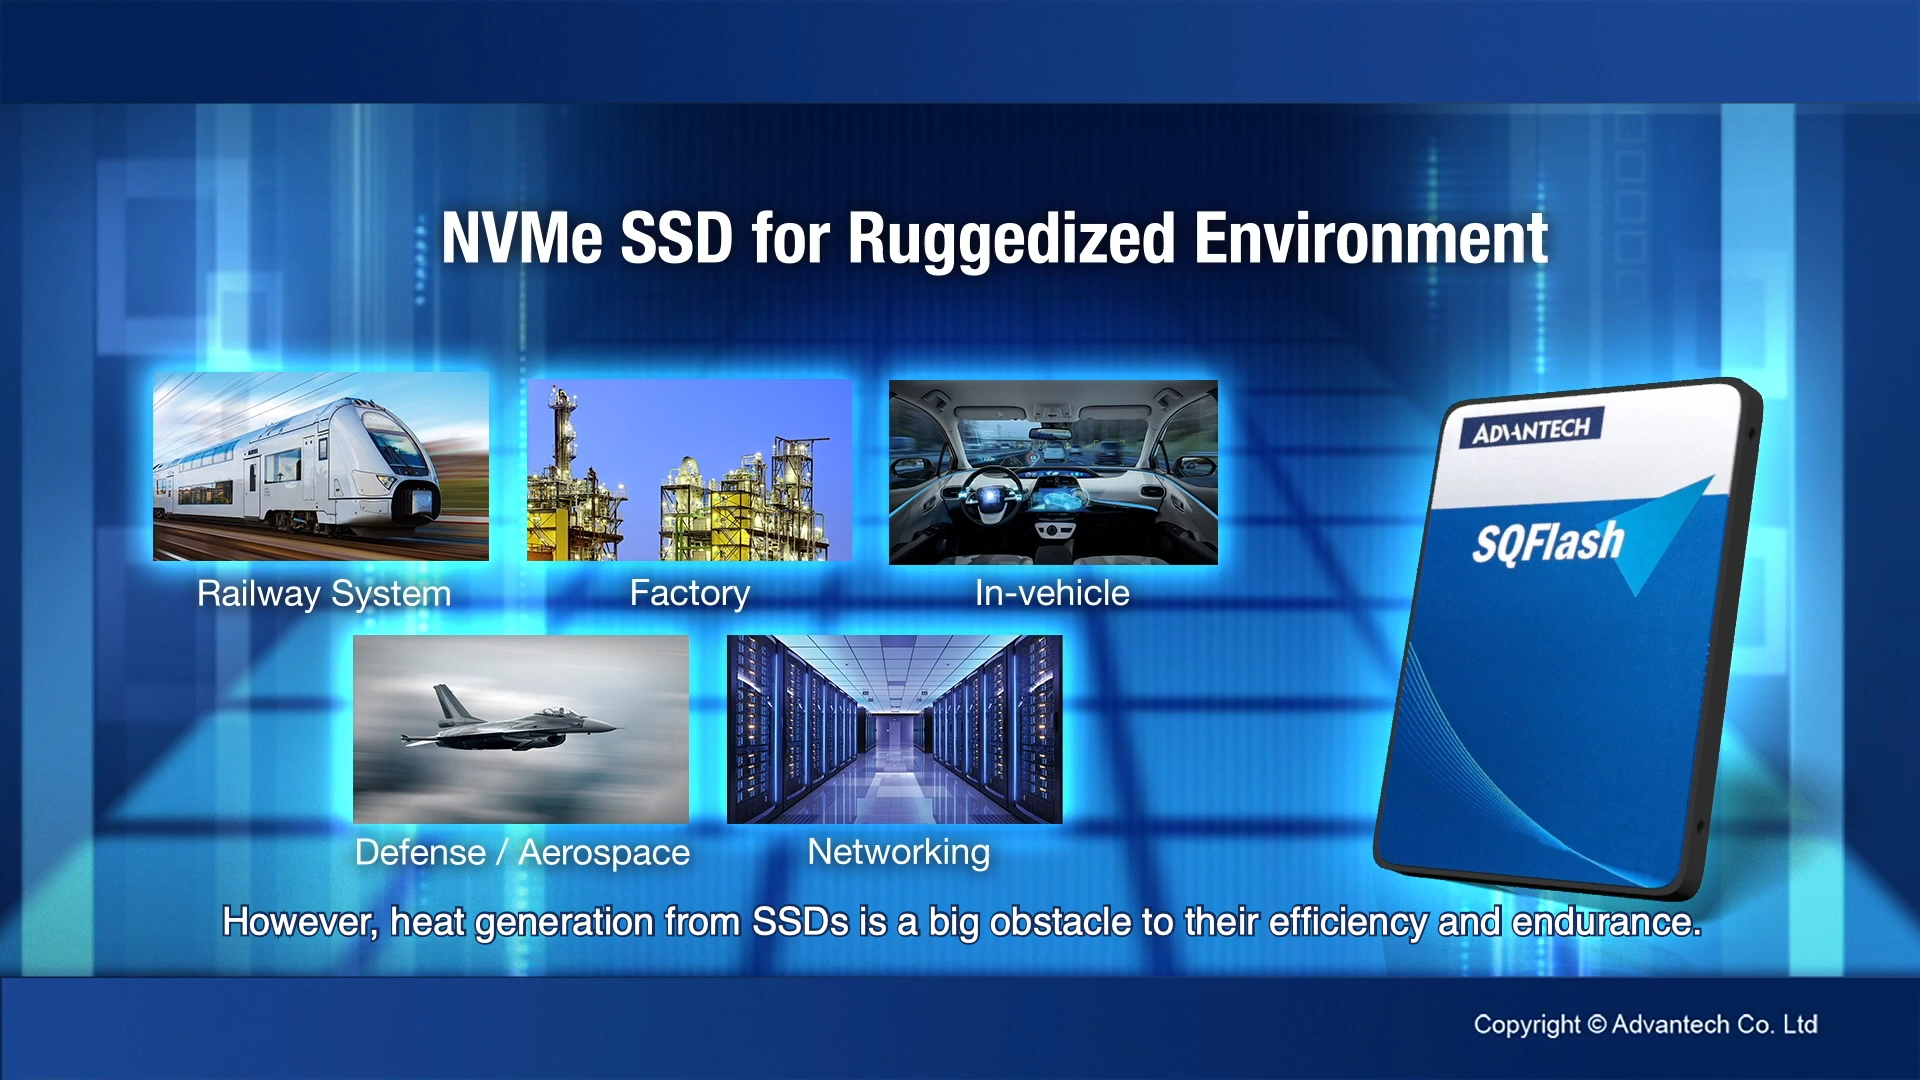 NVMe SSD for Ruggedized Environment
ADVANTECH
SQFlash
Railway System
Factory
In-vehicle
Defense / Aerospace
Networking
However, heat generation from SSDs is a big obstacle to their efficiency and endurance.
Copyright © Advantech Co. Ltd